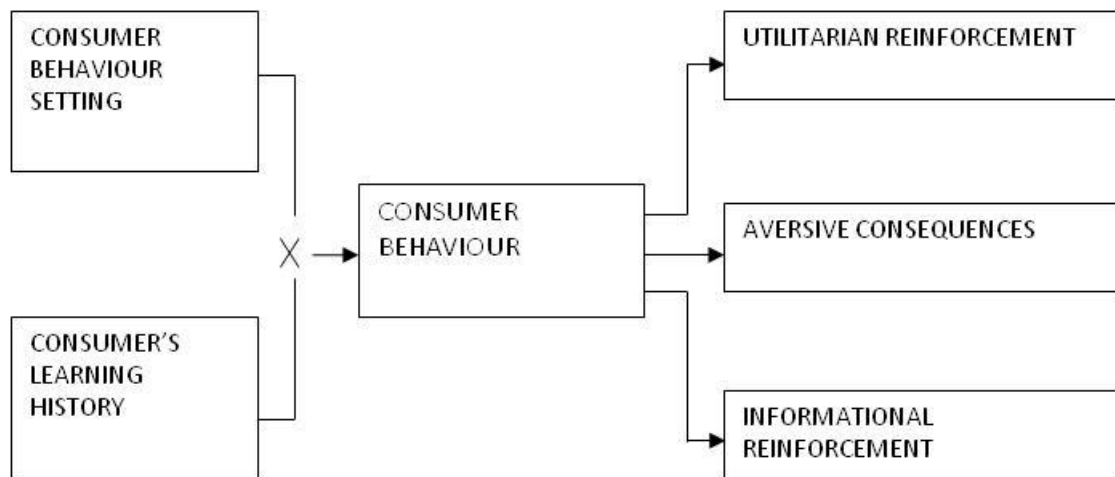 CONSUMER
BEHAVIOUR
SETTING
X
CONSUMER'S
LEARNING
HISTORY
CONSUMER
BEHAVIOUR
UTILITARIAN REINFORCEMENT
AVERSIVE CONSEQUENCES
INFORMATIONAL
REINFORCEMENT